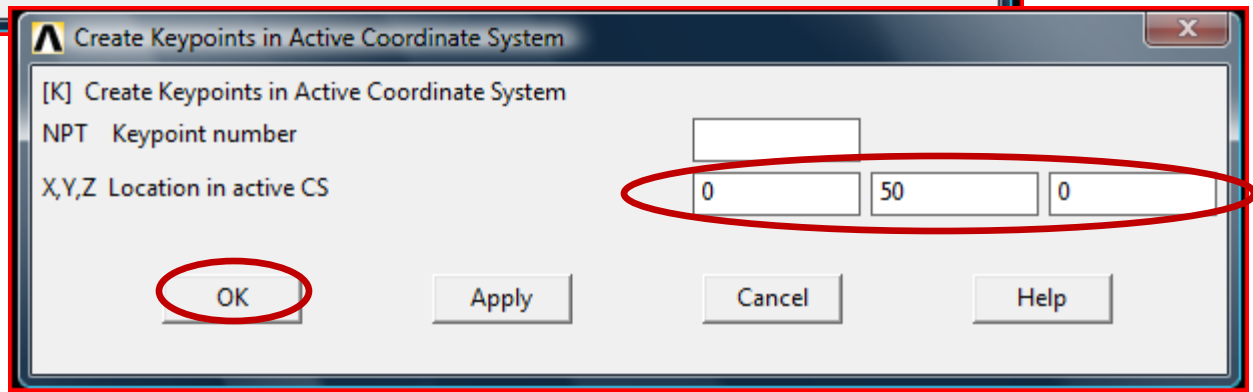 Create Keypoints in Active Coordinate System
X
[K] Create Keypoints in Active Coordinate System
NPT Keypoint number
X,Y,Z Location in active CS 0 50 0
OK Apply Cancel Help